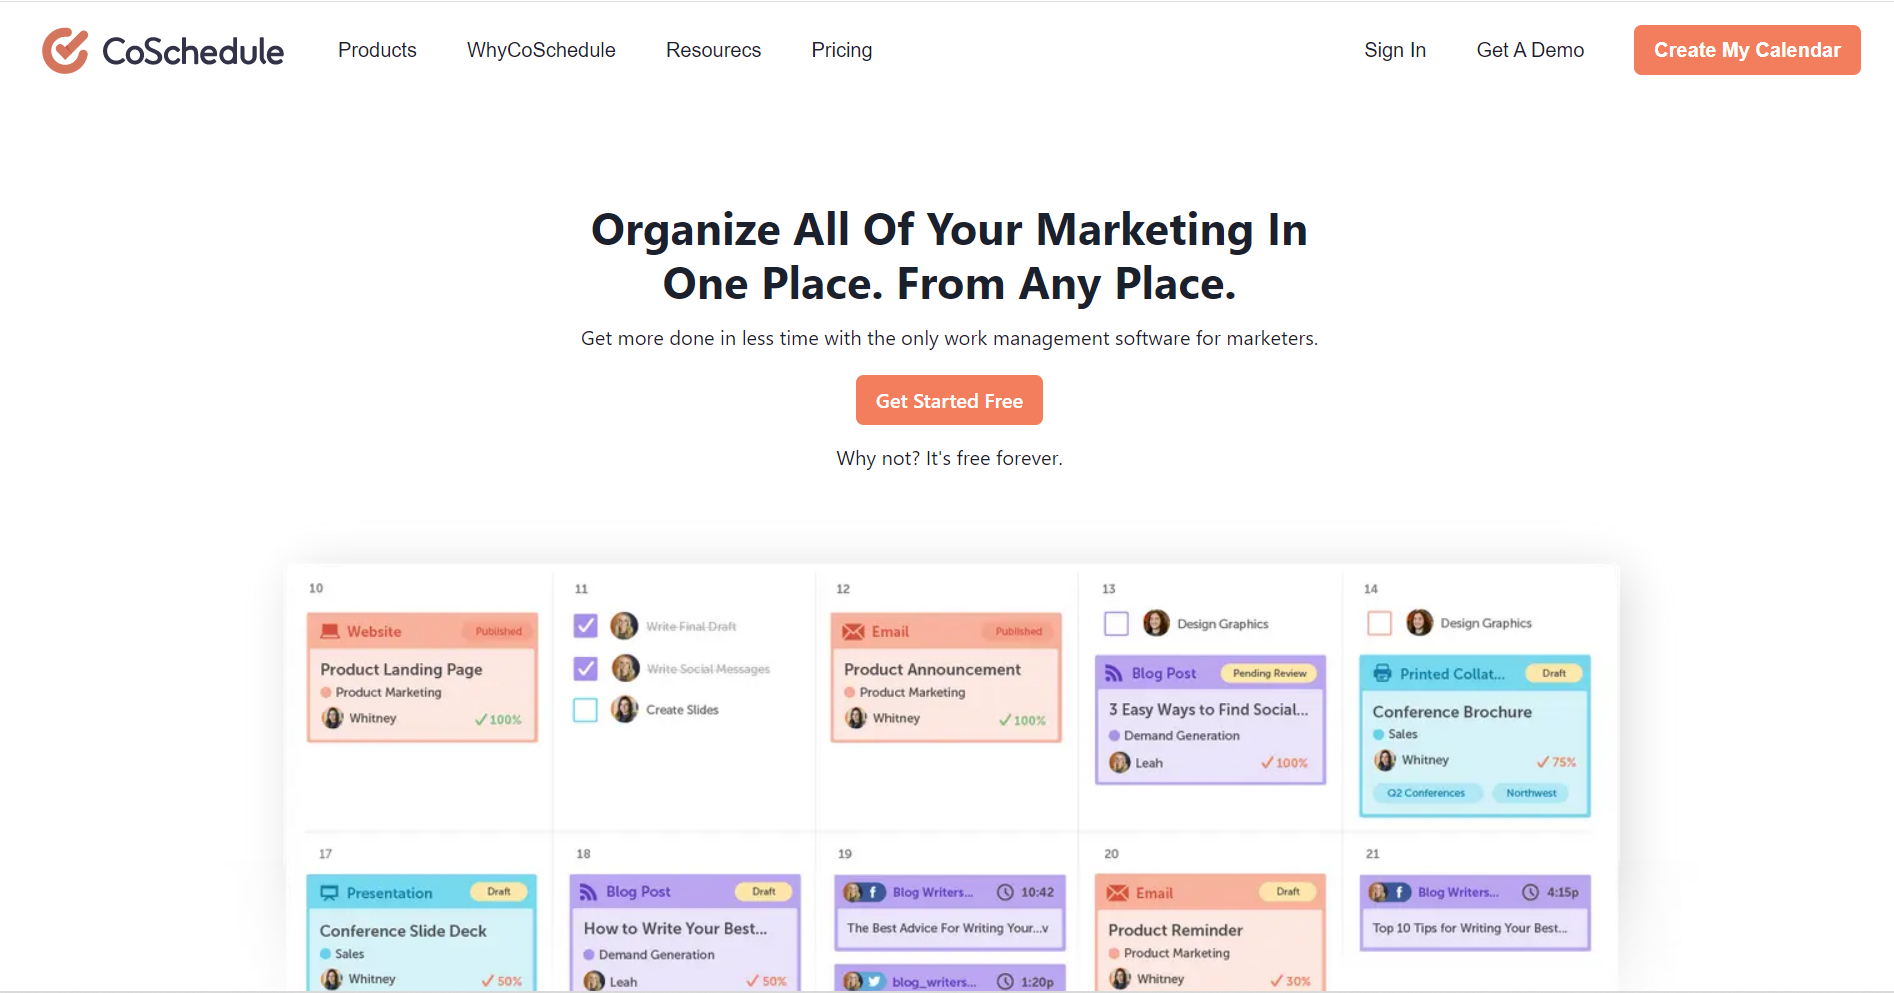 CoSchedule
Products
WhyCoSchedule
Resourecs
Pricing
Sign In
Get A Demo
Create My Calendar
Organize All Of Your Marketing In
One Place. From Any Place.
Get more done in less time with the only work management software for marketers.
Get Started Free
Why not? It's free forever.
10
Website
Published
Product Landing Page
Product Marketing
Whitney
100%
11
Write Final Draft
Write Social Messages
Create Slides
12
Email
Published
Product Announcement
Product Marketing
Whitney
100%
13
Design Graphics
Blog Post
Pending Review
3 Easy Ways to Find Social...
Demand Generation
Leah
100%
14
Design Graphics
Printed Collat...
Draft
Conference Brochure
Sales
Whitney
75%
Q2 Conferences
Northwest
17
Presentation
Draft
Conference Slide Deck
Sales
Whitney
50%
18
Blog Post
Draft
How to Write Your Best...
Demand Generation
Leah
50%
19
Blog Writers...
10:42
The Best Advice For Writing Your...v
blog_writers...
1:20p
20
Email
Draft
Product Reminder
Product Marketing
Whitney
30%
21
Blog Writers...
4:15p
Top 10 Tips for Writing Your Best...